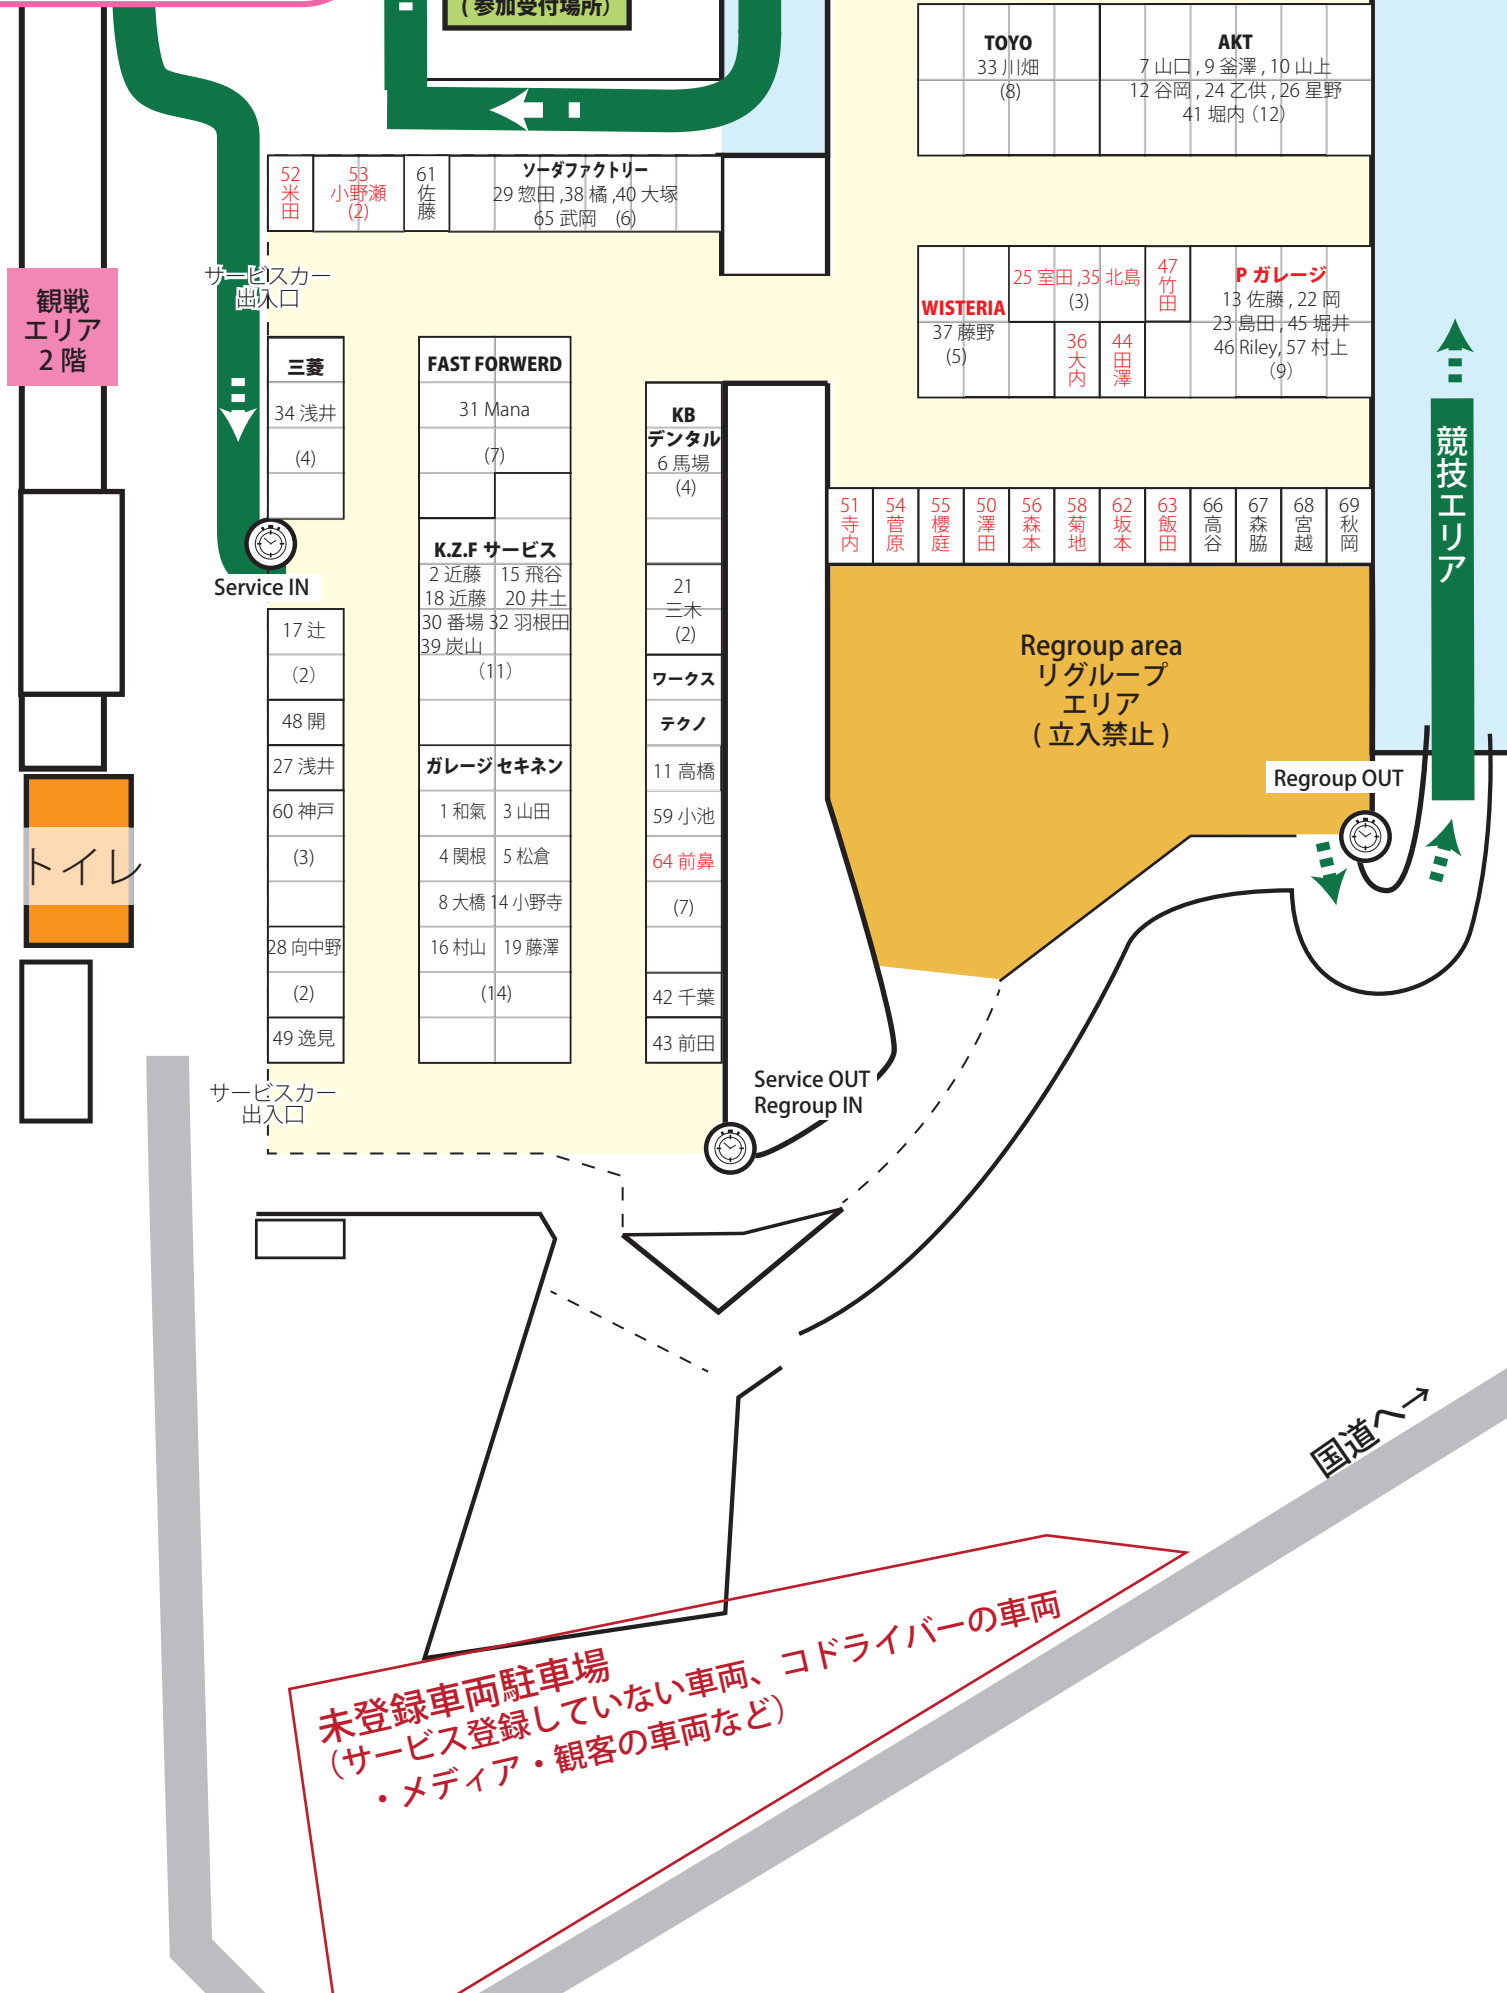 ( 参加受付場所)
TOYO
33 川畑
(8)
AKT
7 山口 , 9 釜澤 , 10 山上
12 谷岡 , 24 乙供 , 26 星野
41 堀内 (12)
52 米田
53
小野瀬
(2)
61 佐藤
ソーダファクトリー
29 惣田 ,38 橘 ,40 大塚
65 武岡 (6)
サービスカー
出入口
観戦
エリア
2 階
WISTERIA
37 藤野
(5)
25 室田 ,35 北島
(3)
47 竹田
36 大内
44 田澤
P ガレージ
13 佐藤 , 22 岡
23 島田 , 45 堀井
46 Riley, 57 村上
(9)
三菱
34 浅井
(4)
FAST FORWERD
31 Mana
(7)
KB
デンタル
6 馬場
(4)
競技エリア
51 寺内
54 菅原
55 櫻庭
50 澤田
56 森本
58 菊地
62 坂本
63 飯田
66 高谷
67 森脇
68 宮越
69 秋岡
Service IN
K.Z.F サービス
2 近藤 15 飛谷
18 近藤 20 井土
30 番場 32 羽根田
39 炭山
(11)
21
三木
(2)
17 辻
(2)
48 開
27 浅井
60 神戸
(3)
28 向中野
(2)
49 逸見
ガレージ セキネン
1 和氣 3 山田
4 関根 5 松倉
8 大橋 14 小野寺
16 村山 19 藤澤
(14)
ワークス
テクノ
11 高橋
59 小池
64 前鼻
(7)
42 千葉
43 前田
Regroup area
リグループ
エリア
( 立入禁止 )
Regroup OUT
トイレ
サービスカー
出入口
Service OUT
Regroup IN
国道へ→
未登録車両駐車場
(サービス登録していない車両、コドライバーの車両
・メディア・観客の車両など)